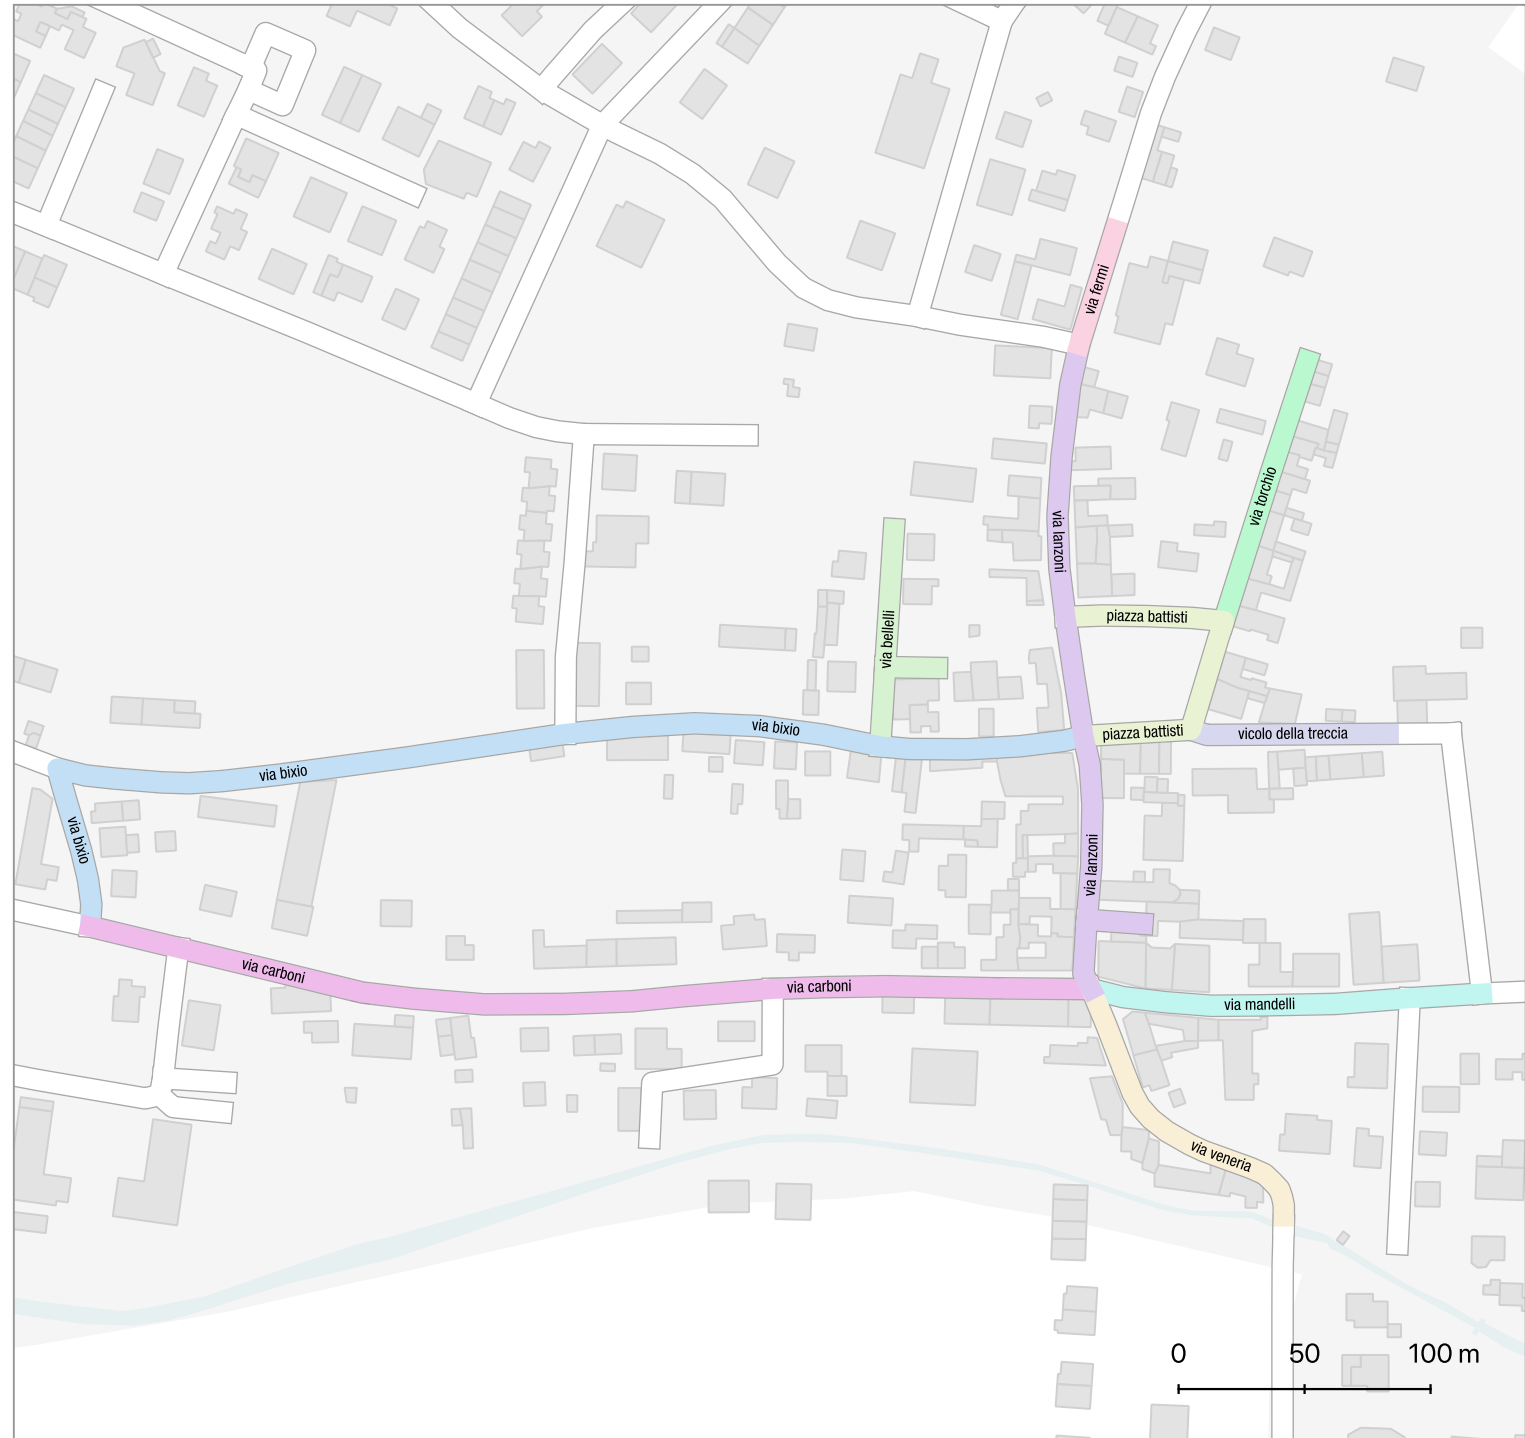 via fermi
via torchio
via lanzoni
piazza battisti
via bellelli
via bixio
piazza battisti
vicolo della treccia
via bixio
via bixio
via lanzoni
via carboni
via carboni
via mandelli
via veneria
0 50 100 m